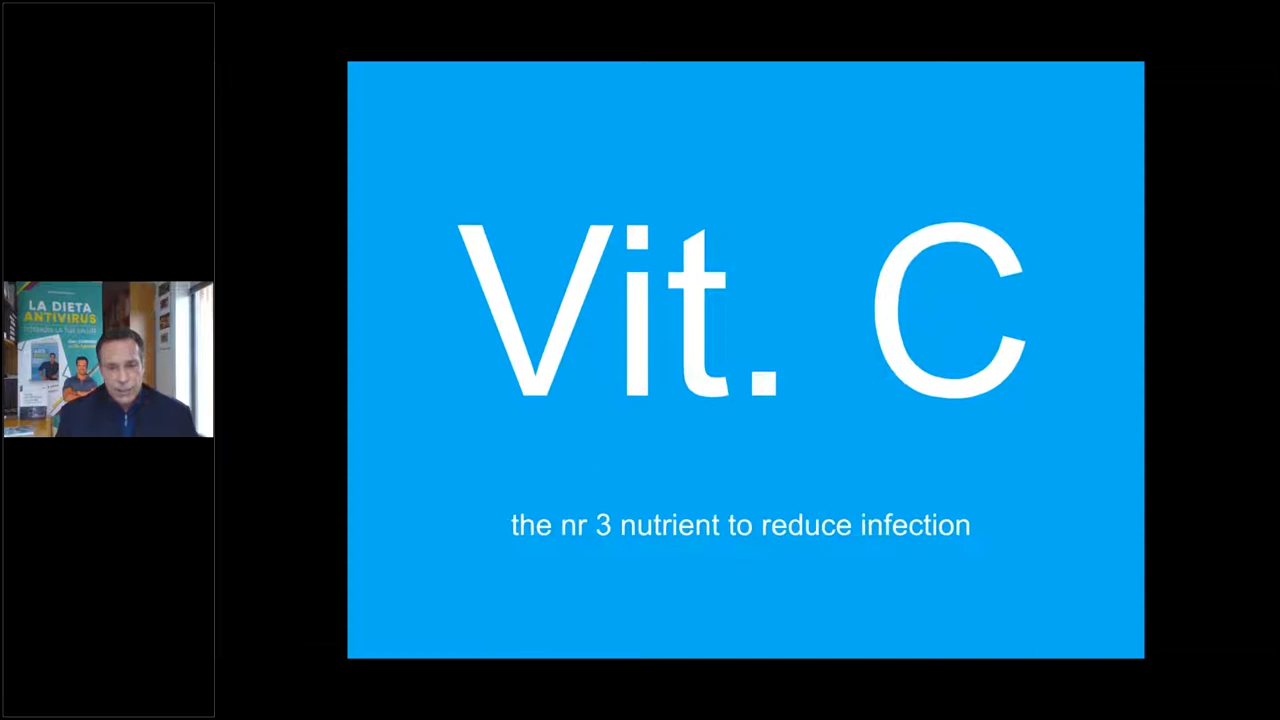 LA DIETA
ANTIVIRUS
Vit. C
the nr 3 nutrient to reduce infection